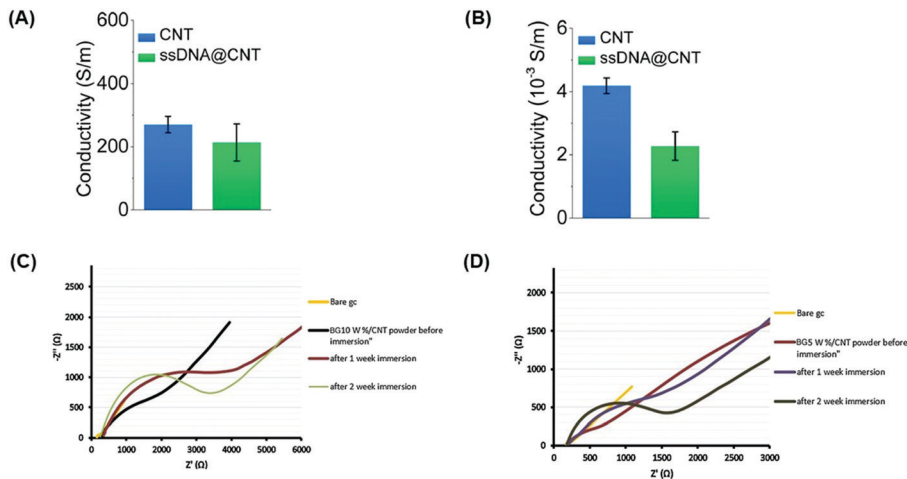 (A)
600
400
200
0
Conductivity (S/m)
CNT
ssDNA@CNT
(B)
6
4
2
0
Conductivity (10⁻³ S/m)
CNT
ssDNA@CNT
(C)
2500
2000
1500
1000
500
0
-Z'' (Ω)
0 1000 2000 3000 4000 5000 6000
Z' (Ω)
Bare gc
BG10 W %/CNT powder before
immersion"
after 1 week immersion
after 2 week immersion
(D)
2000
1500
1000
500
0
-Z'' (Ω)
0 500 1000 1500 2000 2500 3000
Z' (Ω)
Bare gc
BG5 W %/CNT powder before
immersion"
after 1 week immersion
after 2 week immersion